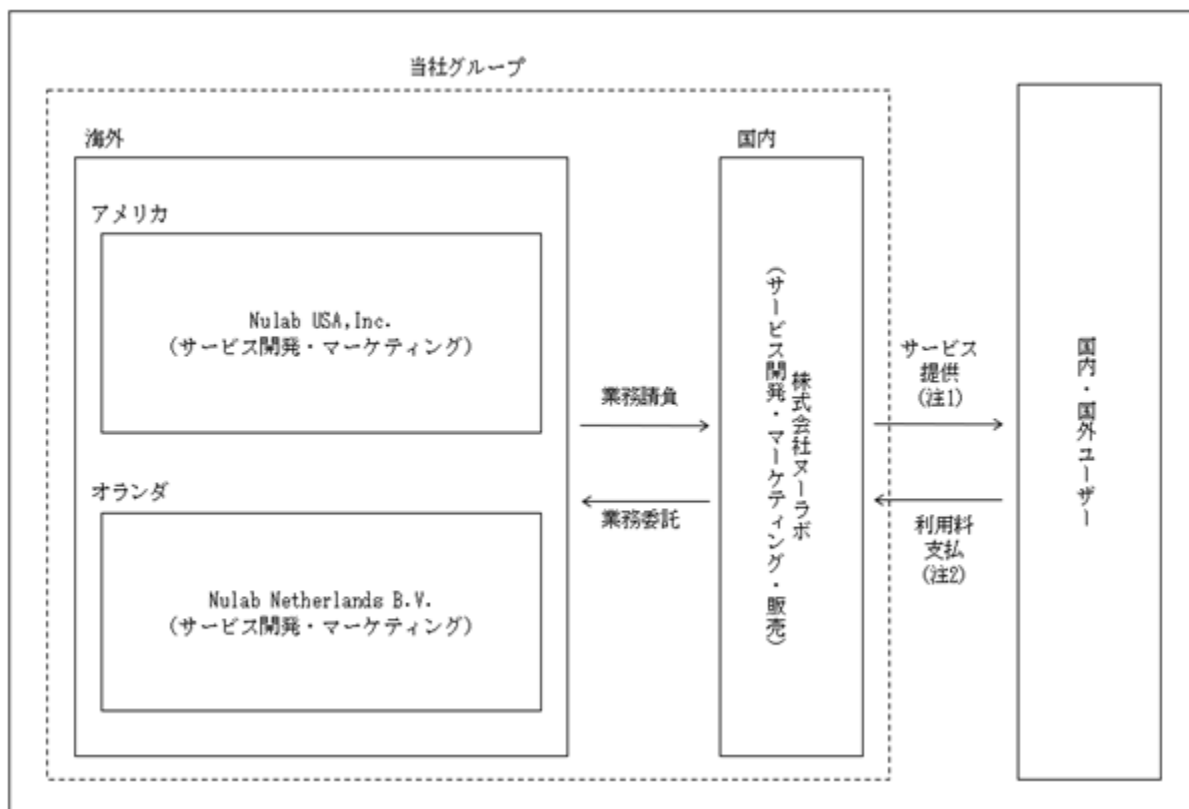 当社グループ
海外
国内
アメリカ
Nulab USA,Inc.
(サービス開発・マーケティング)
オランダ
Nulab Netherlands B.V.
(サービス開発・マーケティング)
業務請負
業務委託
株式会社ヌーラボ
(サービス開発・マーケティング・販売)
サービス
提供
(注1)
利用料
支払
(注2)
国内・国外ユーザー